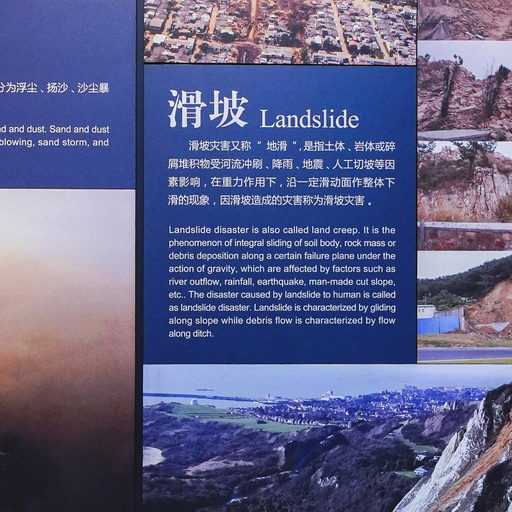 分为浮尘、扬沙、沙尘暴
nd and dust. Sand and dust
blowing, sand storm, and
滑坡 Landslide
滑坡灾害又称“地滑”,是指土体、岩体或碎
屑堆积物受河流冲刷、降雨、地震、人工切坡等因
素影响，在重力作用下，沿一定滑动面作整体下
滑的现象，因滑坡造成的灾害称为滑坡灾害。
Landslide disaster is also called land creep. It is the
phenomenon of integral sliding of soil body, rock mass or
debris deposition along a certain failure plane under the
action of gravity, which are affected by factors such as
river outflow, rainfall, earthquake, man-made cut slope,
etc.. The disaster caused by landslide to human is called
as landslide disaster. Landslide is characterized by gliding
along slope while debris flow is characterized by flow
along ditch.